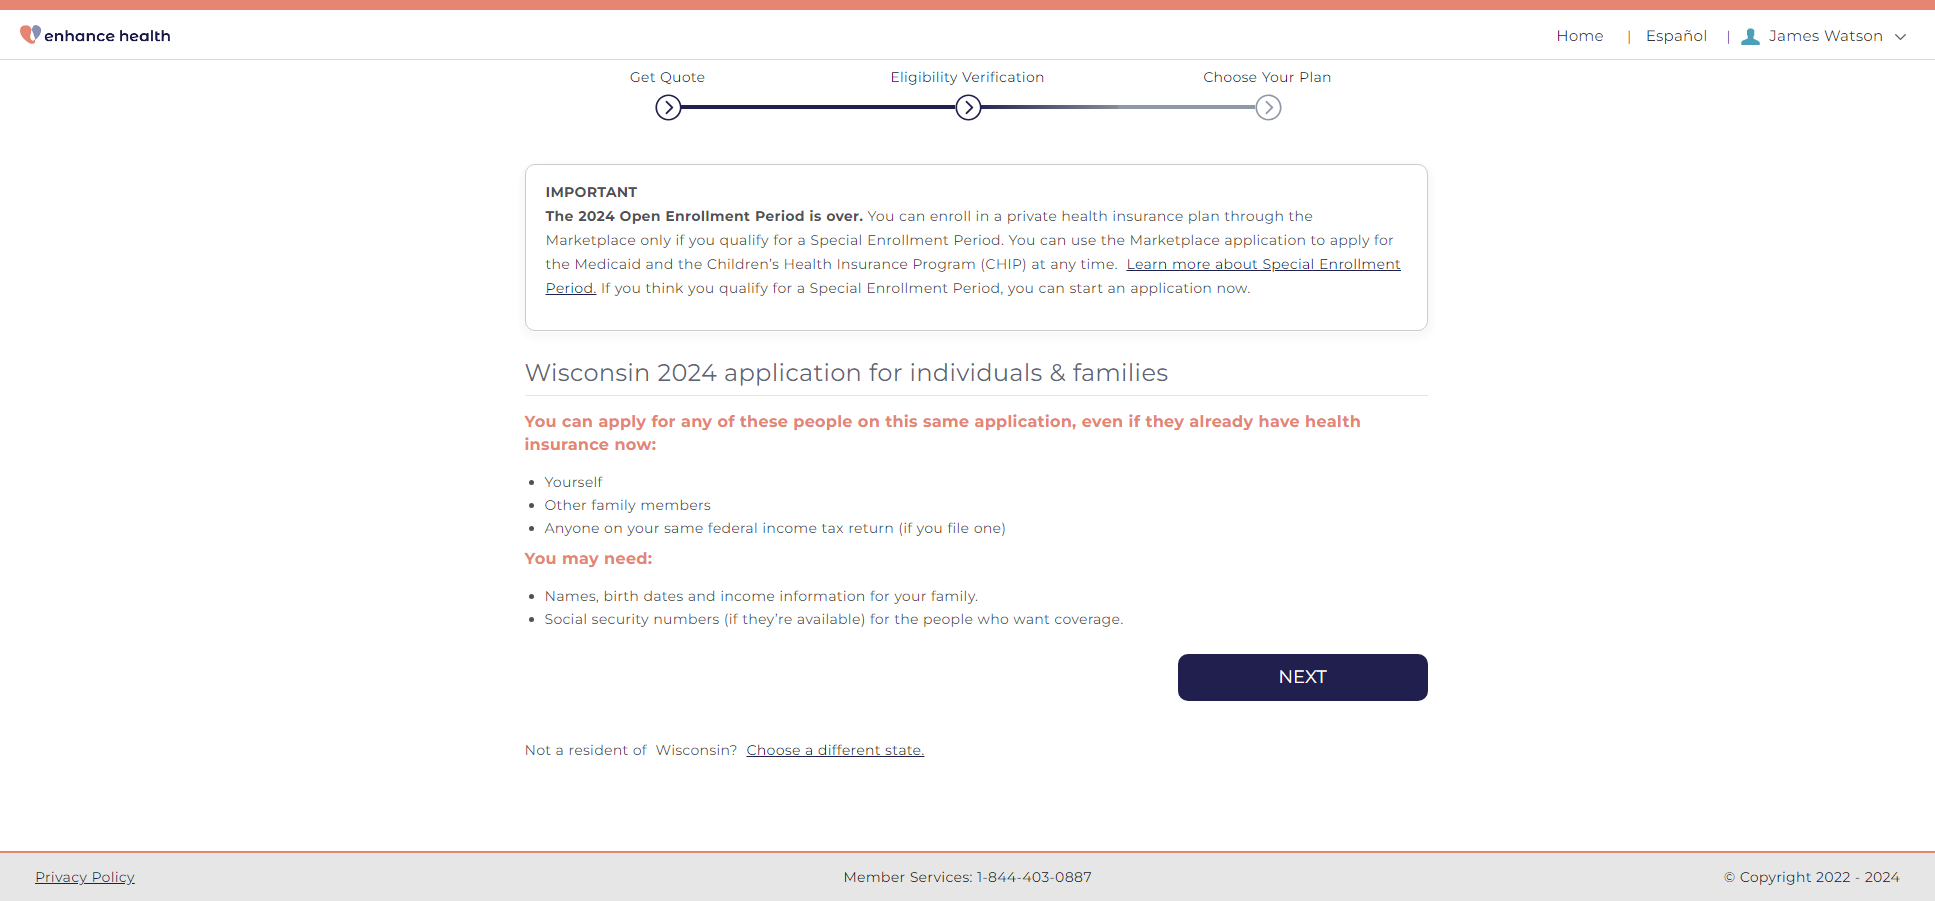 enhance health
Home | Español | James Watson
Get Quote Eligibility Verification Choose Your Plan
IMPORTANT
The 2024 Open Enrollment Period is over. You can enroll in a private health insurance plan through the
Marketplace only if you qualify for a Special Enrollment Period. You can use the Marketplace application to apply for
the Medicaid and the Children’s Health Insurance Program (CHIP) at any time. Learn more about Special Enrollment
Period. If you think you qualify for a Special Enrollment Period, you can start an application now.
Wisconsin 2024 application for individuals & families
You can apply for any of these people on this same application, even if they already have health
insurance now:
• Yourself
• Other family members
• Anyone on your same federal income tax return (if you file one)
You may need:
• Names, birth dates and income information for your family.
• Social security numbers (if they’re available) for the people who want coverage.
NEXT
Not a resident of Wisconsin? Choose a different state.
Privacy Policy Member Services: 1-844-403-0887 © Copyright 2022 - 2024